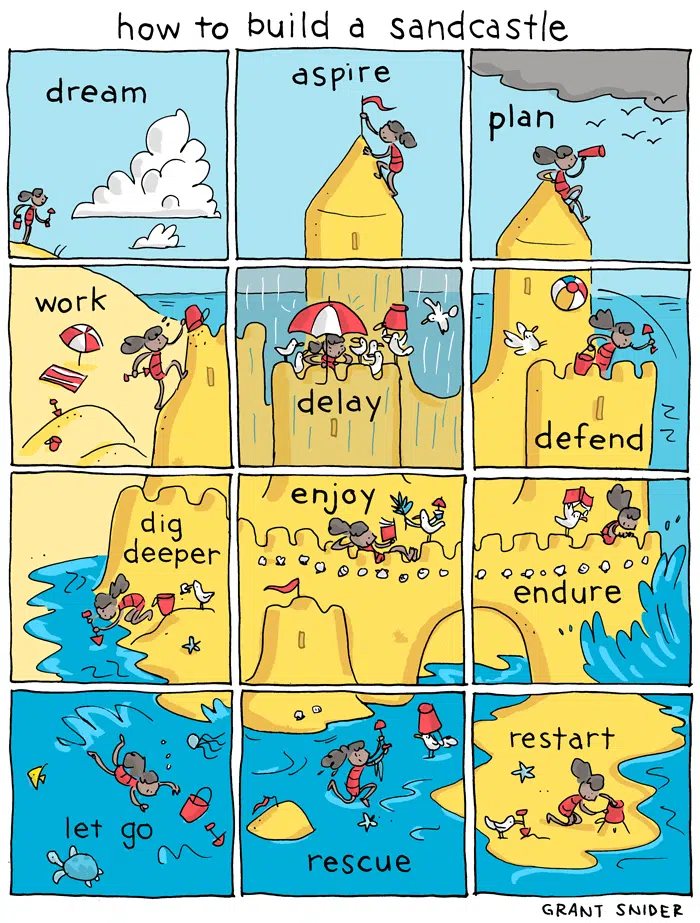 how to build a sandcastle
dream
aspire
plan
work
delay
defend
dig
deeper
enjoy
endure
let go
rescue
restart
GRANT SNIDER